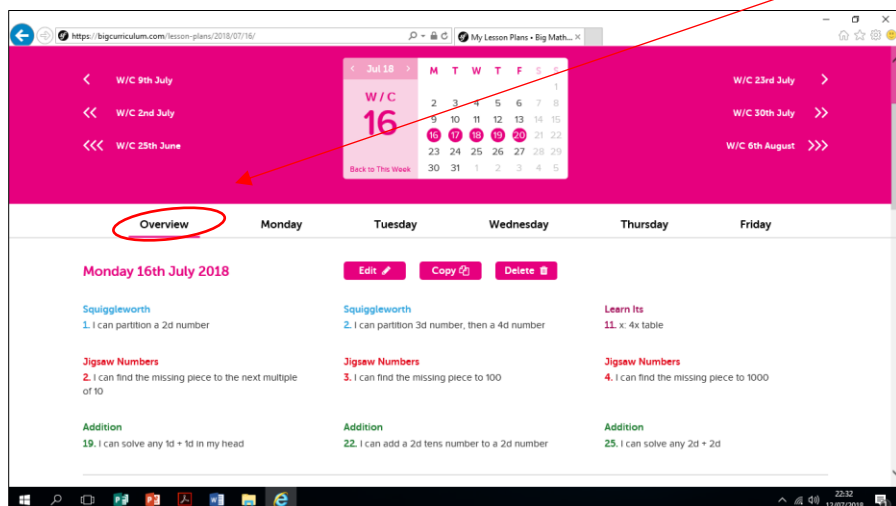 https://bigcurriculum.com/lesson-plans/2018/07/16/
My Lesson Plans • Big Math...
W/C 9th July
W/C 2nd July
W/C 25th June
Jul 18
W/C
16
Back to This Week
M T W T F S S
1
2 3 4 5 6 7 8
9 10 11 12 13 14 15
16 17 18 19 20 21 22
23 24 25 26 27 28 29
30 31 1 2 3 4 5
W/C 23rd July
W/C 30th July
W/C 6th August
Overview Monday Tuesday Wednesday Thursday Friday
Monday 16th July 2018
Edit Copy Delete
Squiggleworth
1. I can partition a 2d number
Squiggleworth
2. I can partition 3d number, then a 4d number
Learn Its
11. x: 4x table
Jigsaw Numbers
2. I can find the missing piece to the next multiple
of 10
Jigsaw Numbers
3. I can find the missing piece to 100
Jigsaw Numbers
4. I can find the missing piece to 1000
Addition
19. I can solve any 1d + 1d in my head
Addition
22. I can add a 2d tens number to a 2d number
Addition
25. I can solve any 2d + 2d
22:32